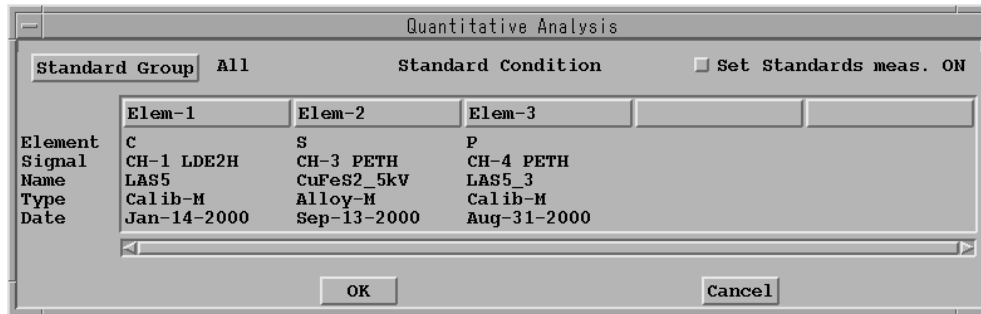 Quantitative Analysis
Standard Group All Standard Condition Set Standards meas. ON
Elem-1 Elem-2 Elem-3
Element C S P
Signal CH-1 LDE2H CH-3 PETH CH-4 PETH
Name LAS5 CuFeS2_5kV LAS5_3
Type Calib-M Alloy-M Calib-M
Date Jan-14-2000 Sep-13-2000 Aug-31-2000
OK Cancel